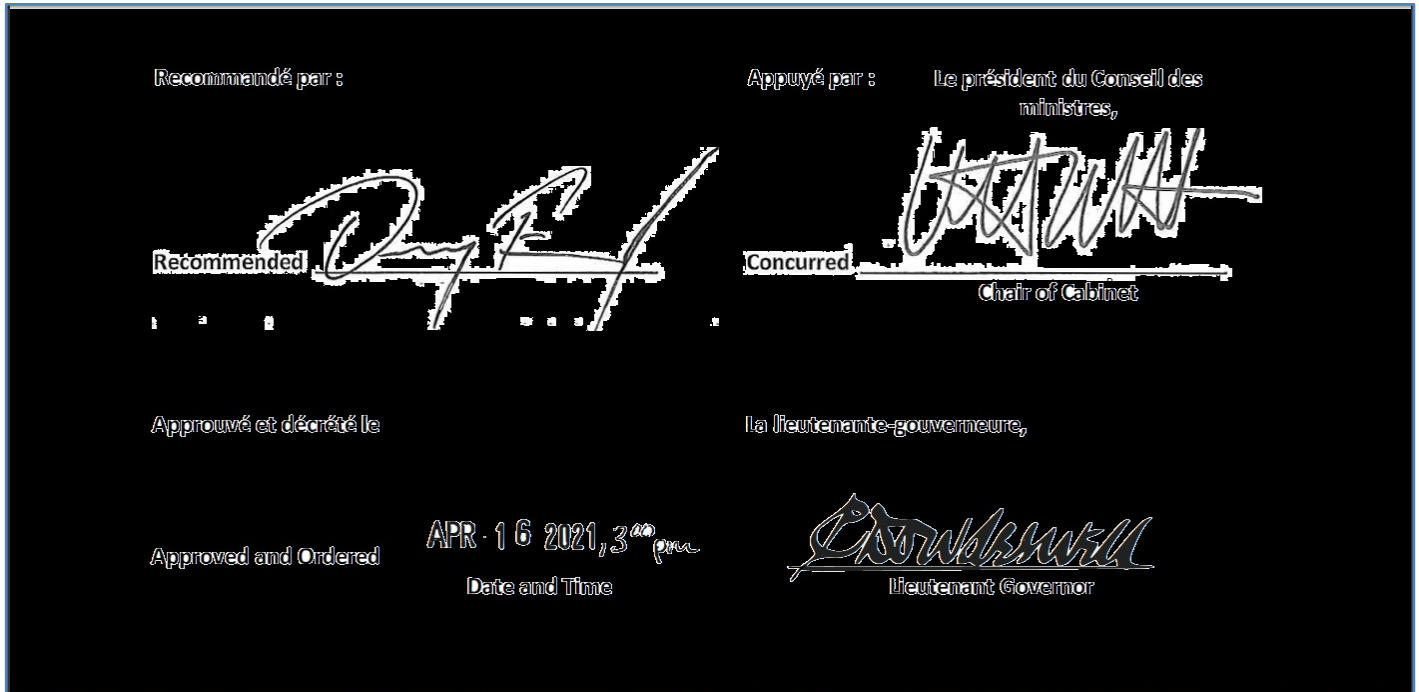 Recommandé par :
Appuyé par : Le président du Conseil des
ministres,
Recommended
Concurred
Chair of Cabinet
Approuvé et décrété le
La lieutenante-gouverneure,
Approved and Ordered
APR 16 2021, 3 00 pm
Date and Time
Lieutenant Governor